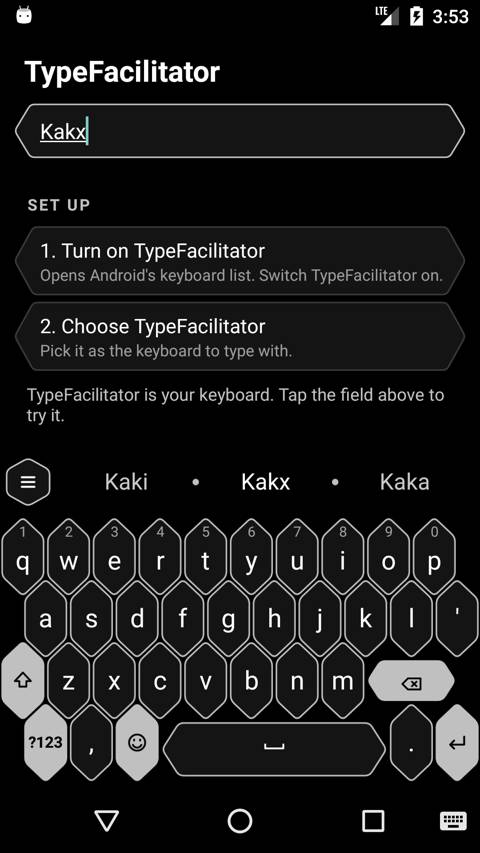 LTE 3:53
TypeFacilitator
Kakx
SET UP
1. Turn on TypeFacilitator
Opens Android's keyboard list. Switch TypeFacilitator on.
2. Choose TypeFacilitator
Pick it as the keyboard to type with.
TypeFacilitator is your keyboard. Tap the field above to
try it.
Kaki • Kakx • Kaka
1 2 3 4 5 6 7 8 9 0
q w e r t y u i o p
a s d f g h j k l '
z x c v b n m
?123 , .